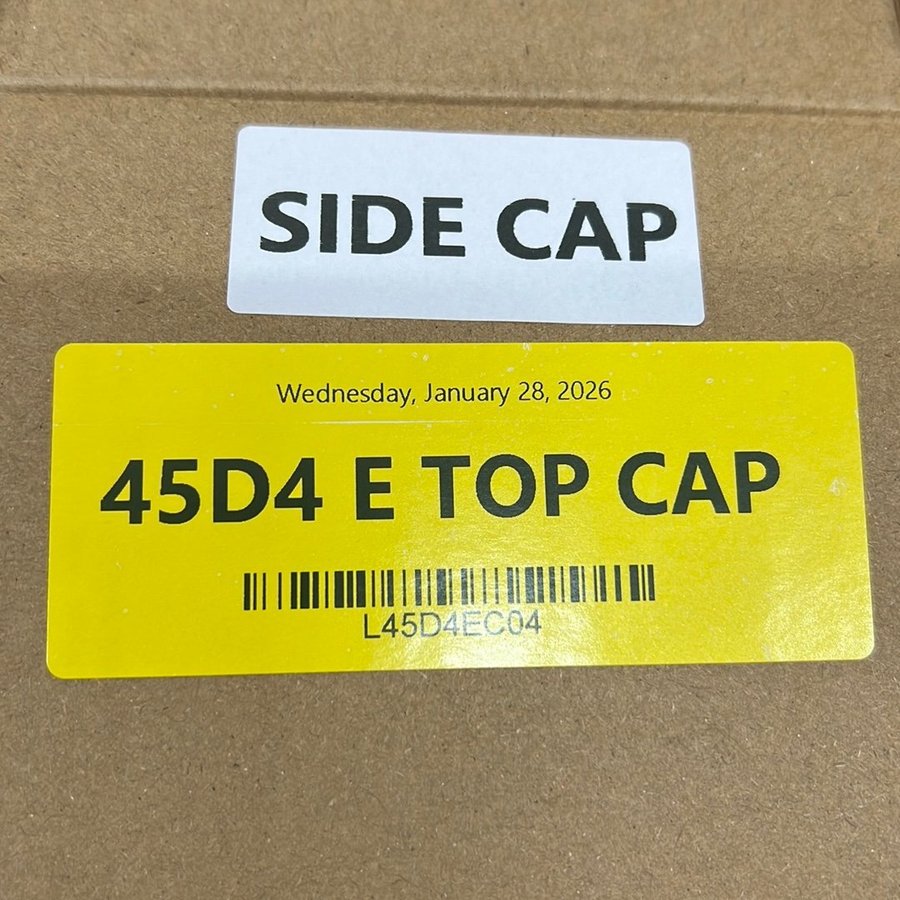 SIDE CAP
Wednesday, January 28, 2026
45D4 E TOP CAP
L45D4EC04